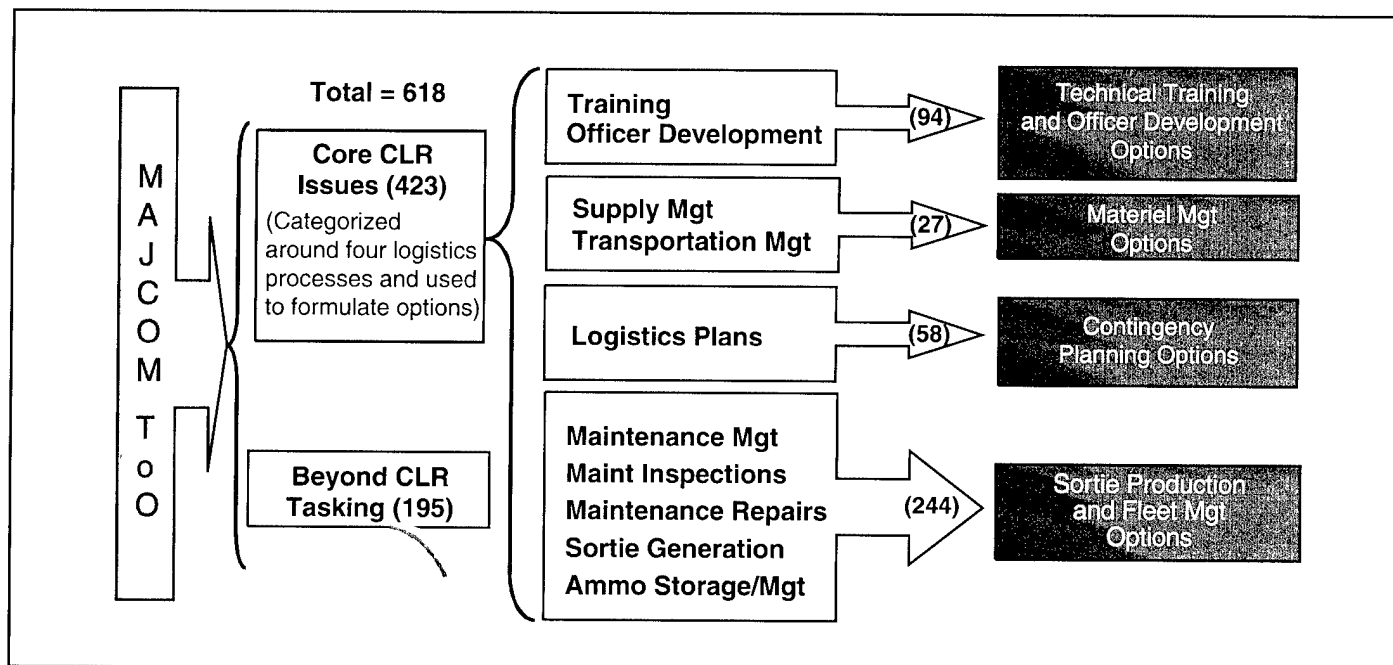 MAJCOM ToO
Total = 618
Core CLR
Issues (423)
(Categorized
around four logistics
processes and used
to formulate options)
Beyond CLR
Tasking (195)
Training
Officer Development
(94)
Technical Training
and Officer Development
Options
Supply Mgt
Transportation Mgt
(27)
Materiel Mgt
Options
Logistics Plans
(58)
Contingency
Planning Options
Maintenance Mgt
Maint Inspections
Maintenance Repairs
Sortie Generation
Ammo Storage/Mgt
(244)
Sortie Production
and Fleet Mgt
Options